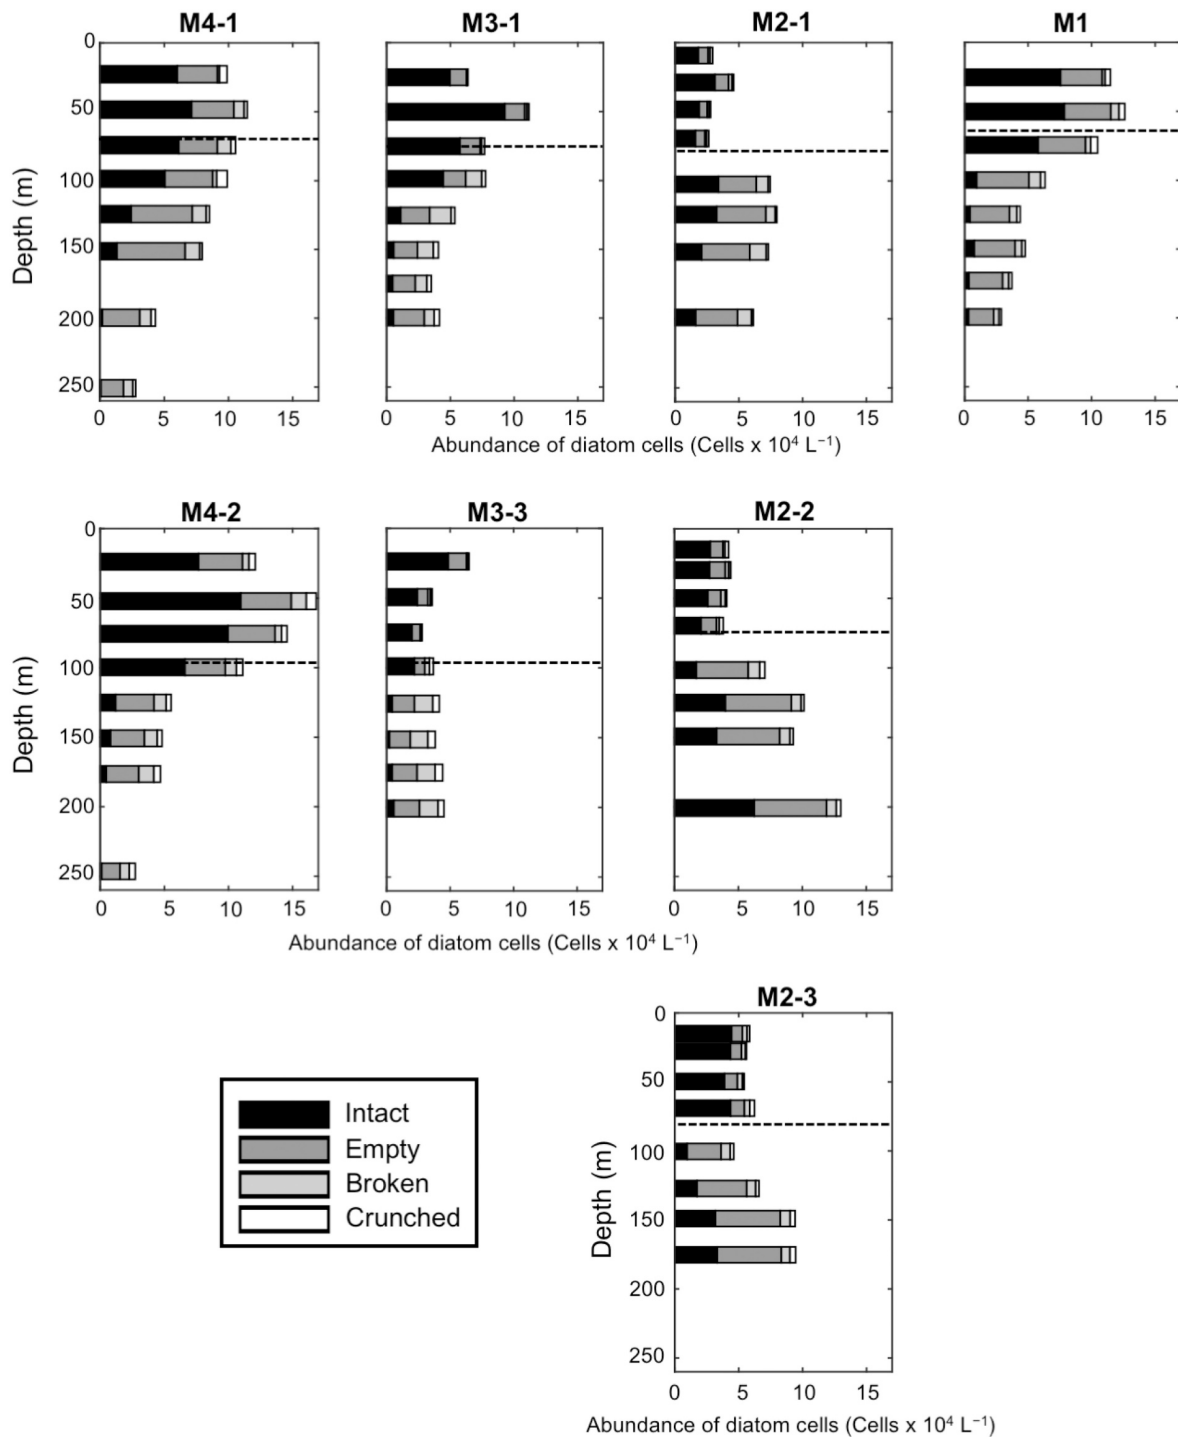 M4-1 M3-1 M2-1 M1
0
50
100
150
200
250
Depth (m)
0 5 10 15 0 5 10 15 0 5 10 15 0 5 10 15
Abundance of diatom cells (Cells x 10⁴ L⁻¹)
M4-2 M3-3 M2-2
0
50
100
150
200
250
Depth (m)
0 5 10 15 0 5 10 15 0 5 10 15
Abundance of diatom cells (Cells x 10⁴ L⁻¹)
M2-3
0
50
100
150
200
250
Depth (m)
0 5 10 15
Abundance of diatom cells (Cells x 10⁴ L⁻¹)
Intact
Empty
Broken
Crunched